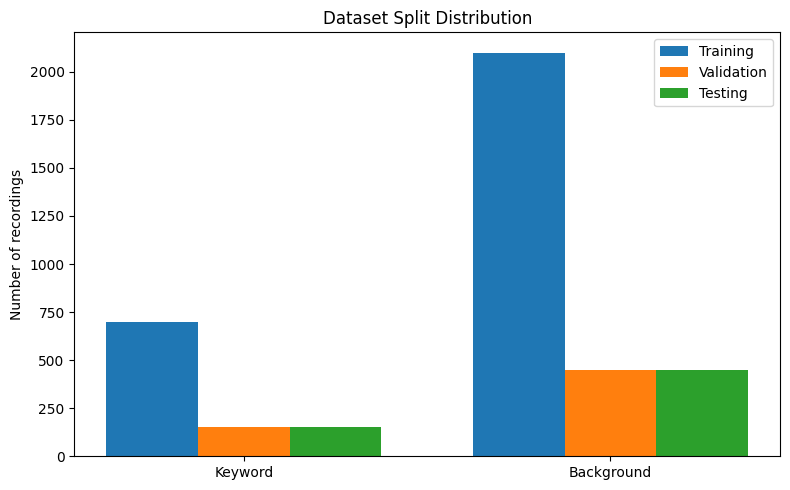 Dataset Split Distribution
Training
Validation
Testing
Number of recordings
2000
1750
1500
1250
1000
750
500
250
0
Keyword
Background